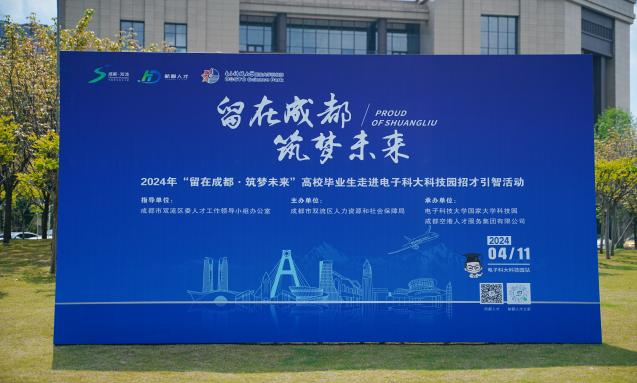 成都·双流
航都人才
留在成都
PROUD
OF SHUANGLIU
筑梦未来
2024年“留在成都·筑梦未来”高校毕业生走进电子科大科技园招才引智活动
指导单位：
成都市双流区委人才工作领导小组办公室
主办单位：
成都市双流区人力资源和社会保障局
承办单位：
电子科技大学国家大学科技园
成都空港人才服务集团有限公司
2024
04/11
电子科大科技园站